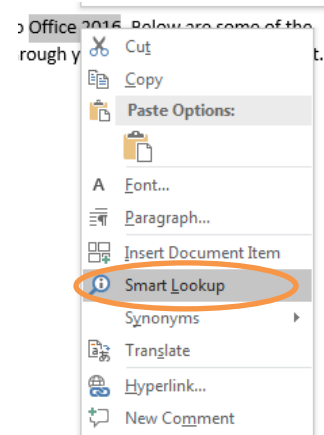 Office 2016. Below are some of the
rough y t.
Cut
Copy
Paste Options:
Font...
Paragraph...
Insert Document Item
Smart Lookup
Synonyms
Translate
Hyperlink...
New Comment